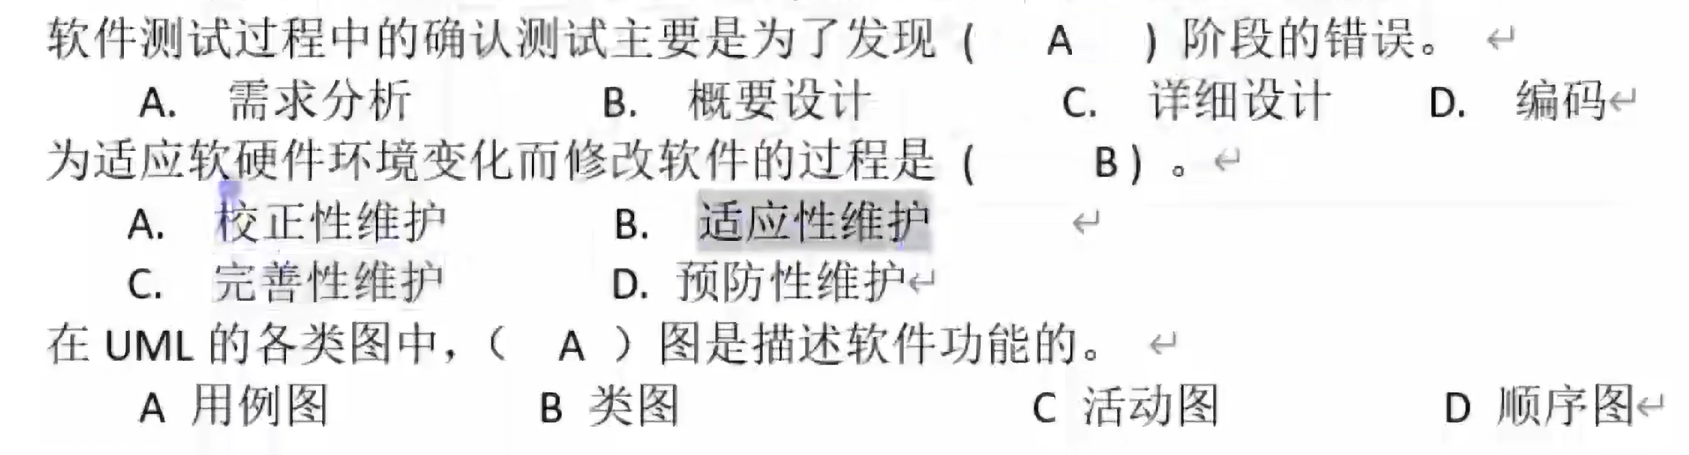 软件测试过程中的确认测试主要是为了发现( A )阶段的错误。
A. 需求分析 B. 概要设计 C. 详细设计 D. 编码
为适应软硬件环境变化而修改软件的过程是( B)。
A. 校正性维护 B. 适应性维护
C. 完善性维护 D. 预防性维护
在 UML 的各类图中，（ A ）图是描述软件功能的。
A 用例图 B 类图 C 活动图 D 顺序图